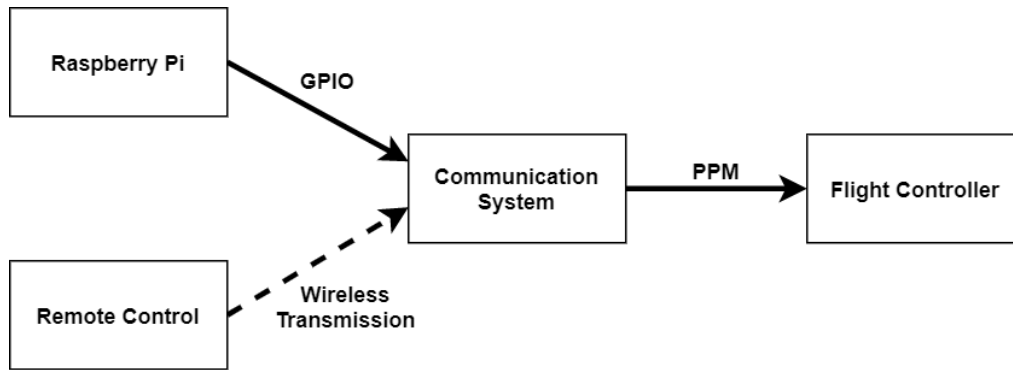 Raspberry Pi
GPIO
Communication
System
PPM
Flight Controller
Remote Control
Wireless
Transmission